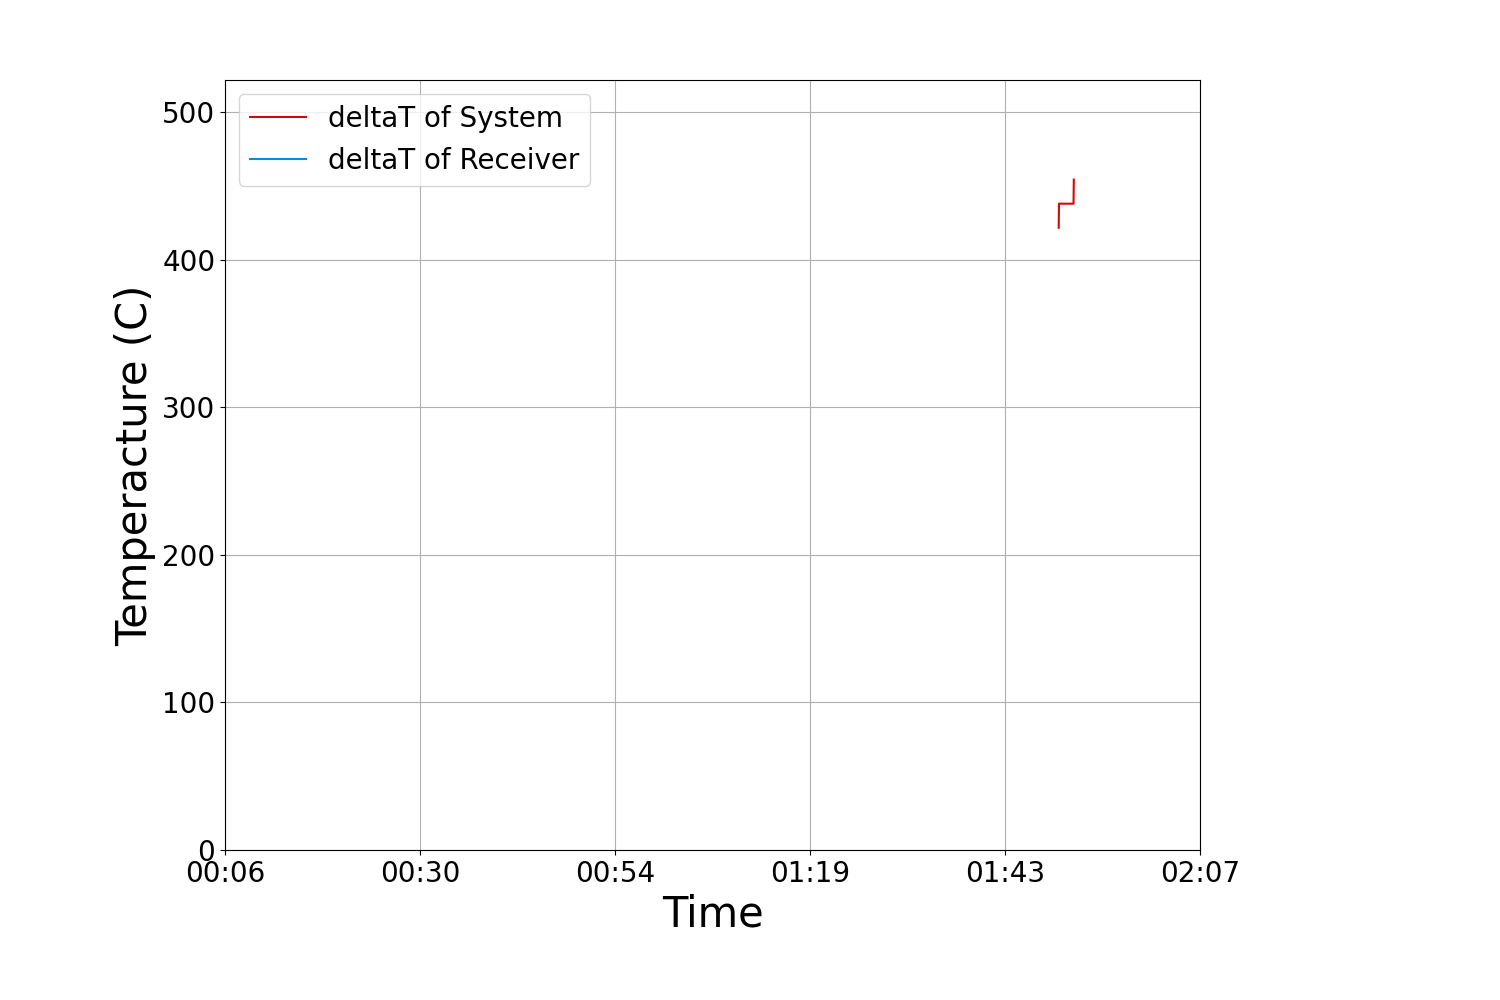 deltaT of System
deltaT of Receiver
500
400
300
200
100
0
Temperacture (C)
00:06 00:30 00:54 01:19 01:43 02:07
Time